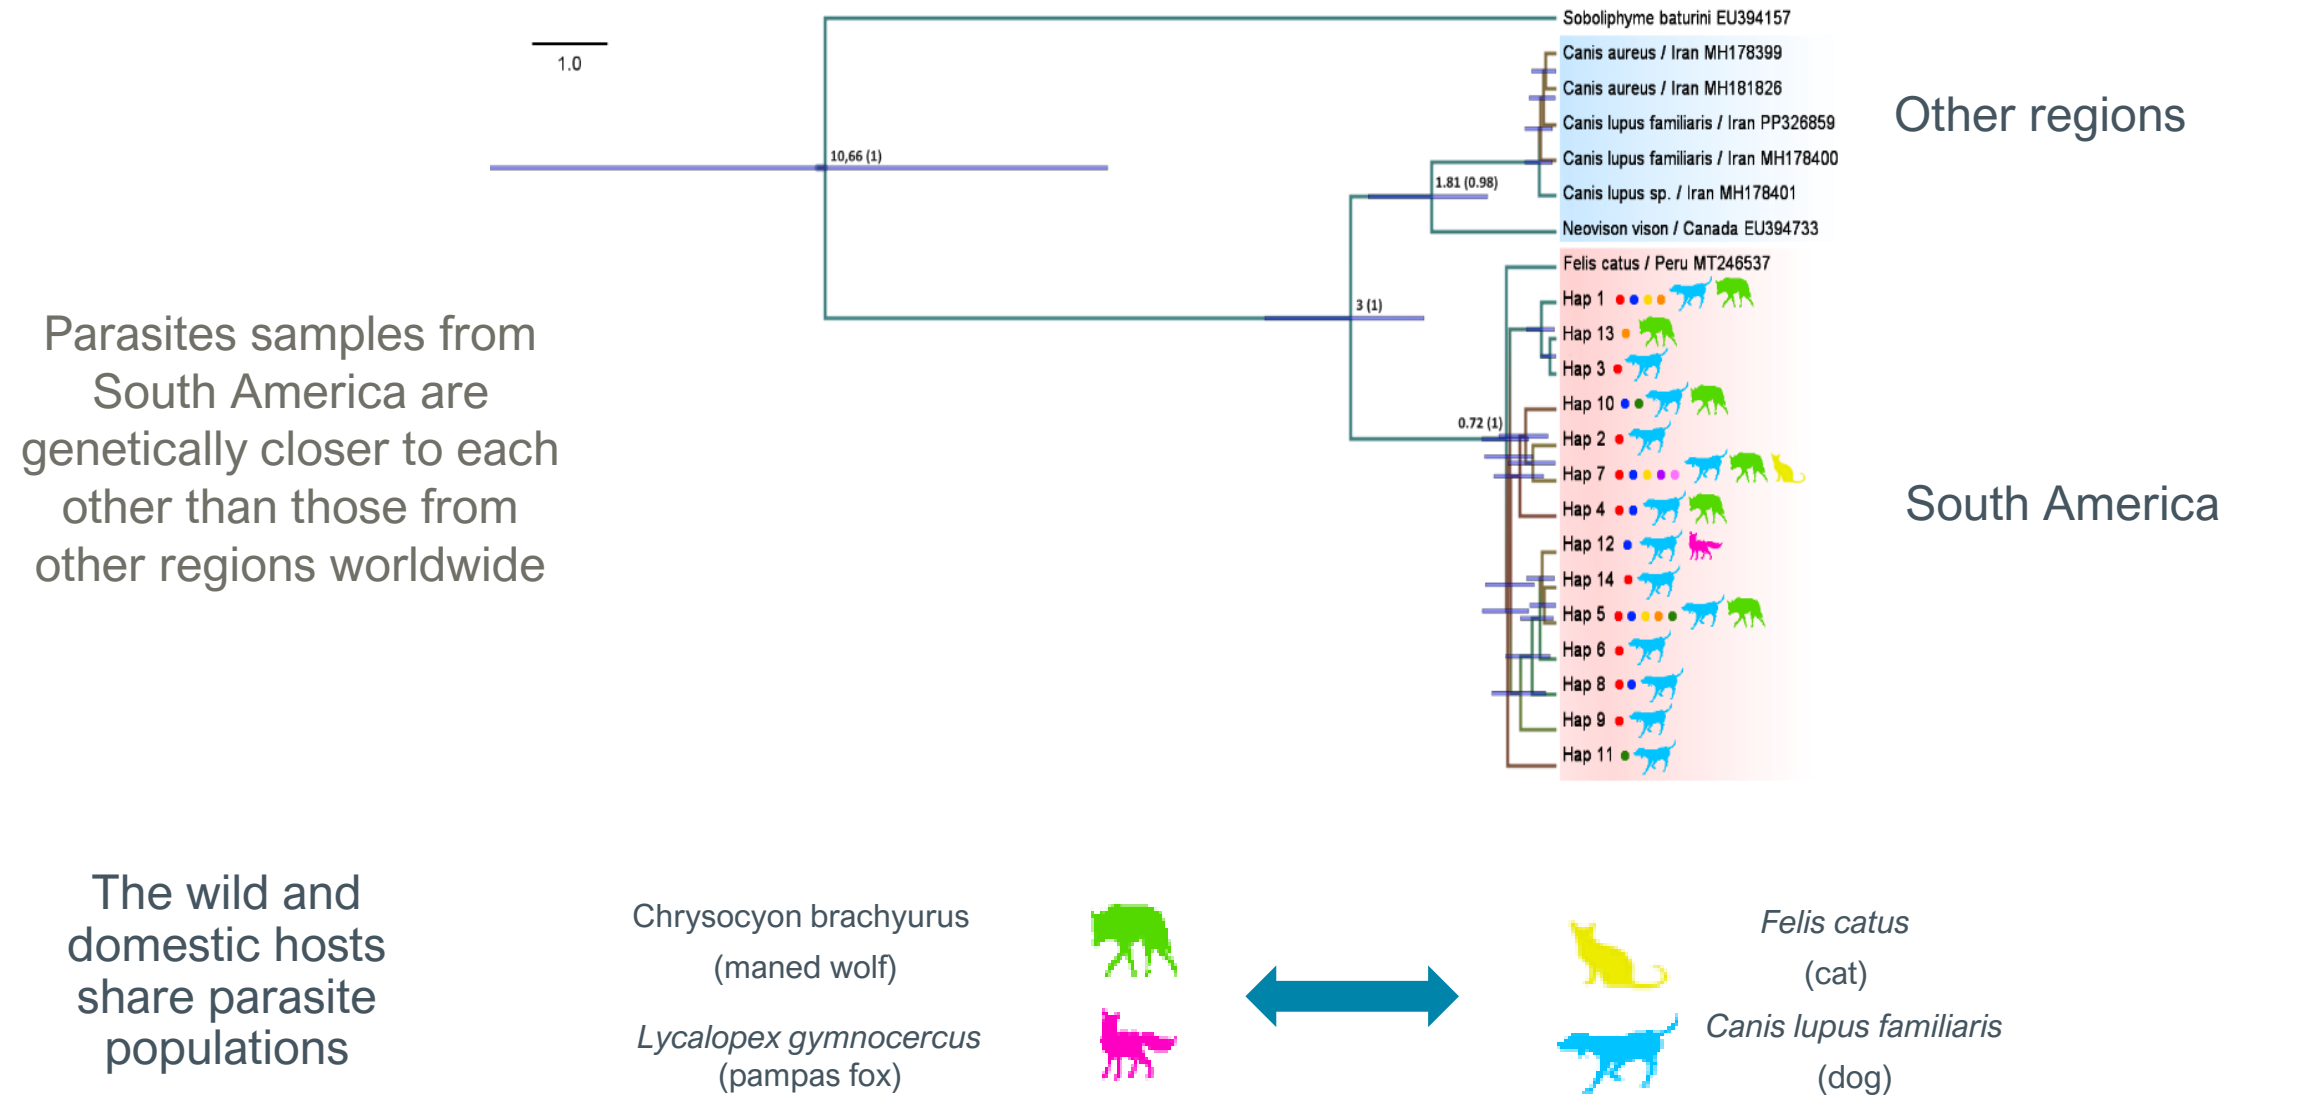 Soboliphyme baturini EU394157
1.0
Canis aureus / Iran MH178399
Canis aureus / Iran MH181826
Canis lupus familiaris / Iran PP326859
Canis lupus familiaris / Iran MH178400
Canis lupus sp. / Iran MH178401
Neovison vison / Canada EU394733
Other regions
10,66 (1)
1.81 (0.98)
3 (1)
0.72 (1)
Felis catus / Peru MT246537
Hap 1
Hap 13
Hap 3
Hap 10
Hap 2
Hap 7
Hap 4
Hap 12
Hap 14
Hap 5
Hap 6
Hap 8
Hap 9
Hap 11
South America
Parasites samples from
South America are
genetically closer to each
other than those from
other regions worldwide
The wild and
domestic hosts
share parasite
populations
Chrysocyon brachyurus
(maned wolf)
Lycalopex gymnocercus
(pampas fox)
Felis catus
(cat)
Canis lupus familiaris
(dog)